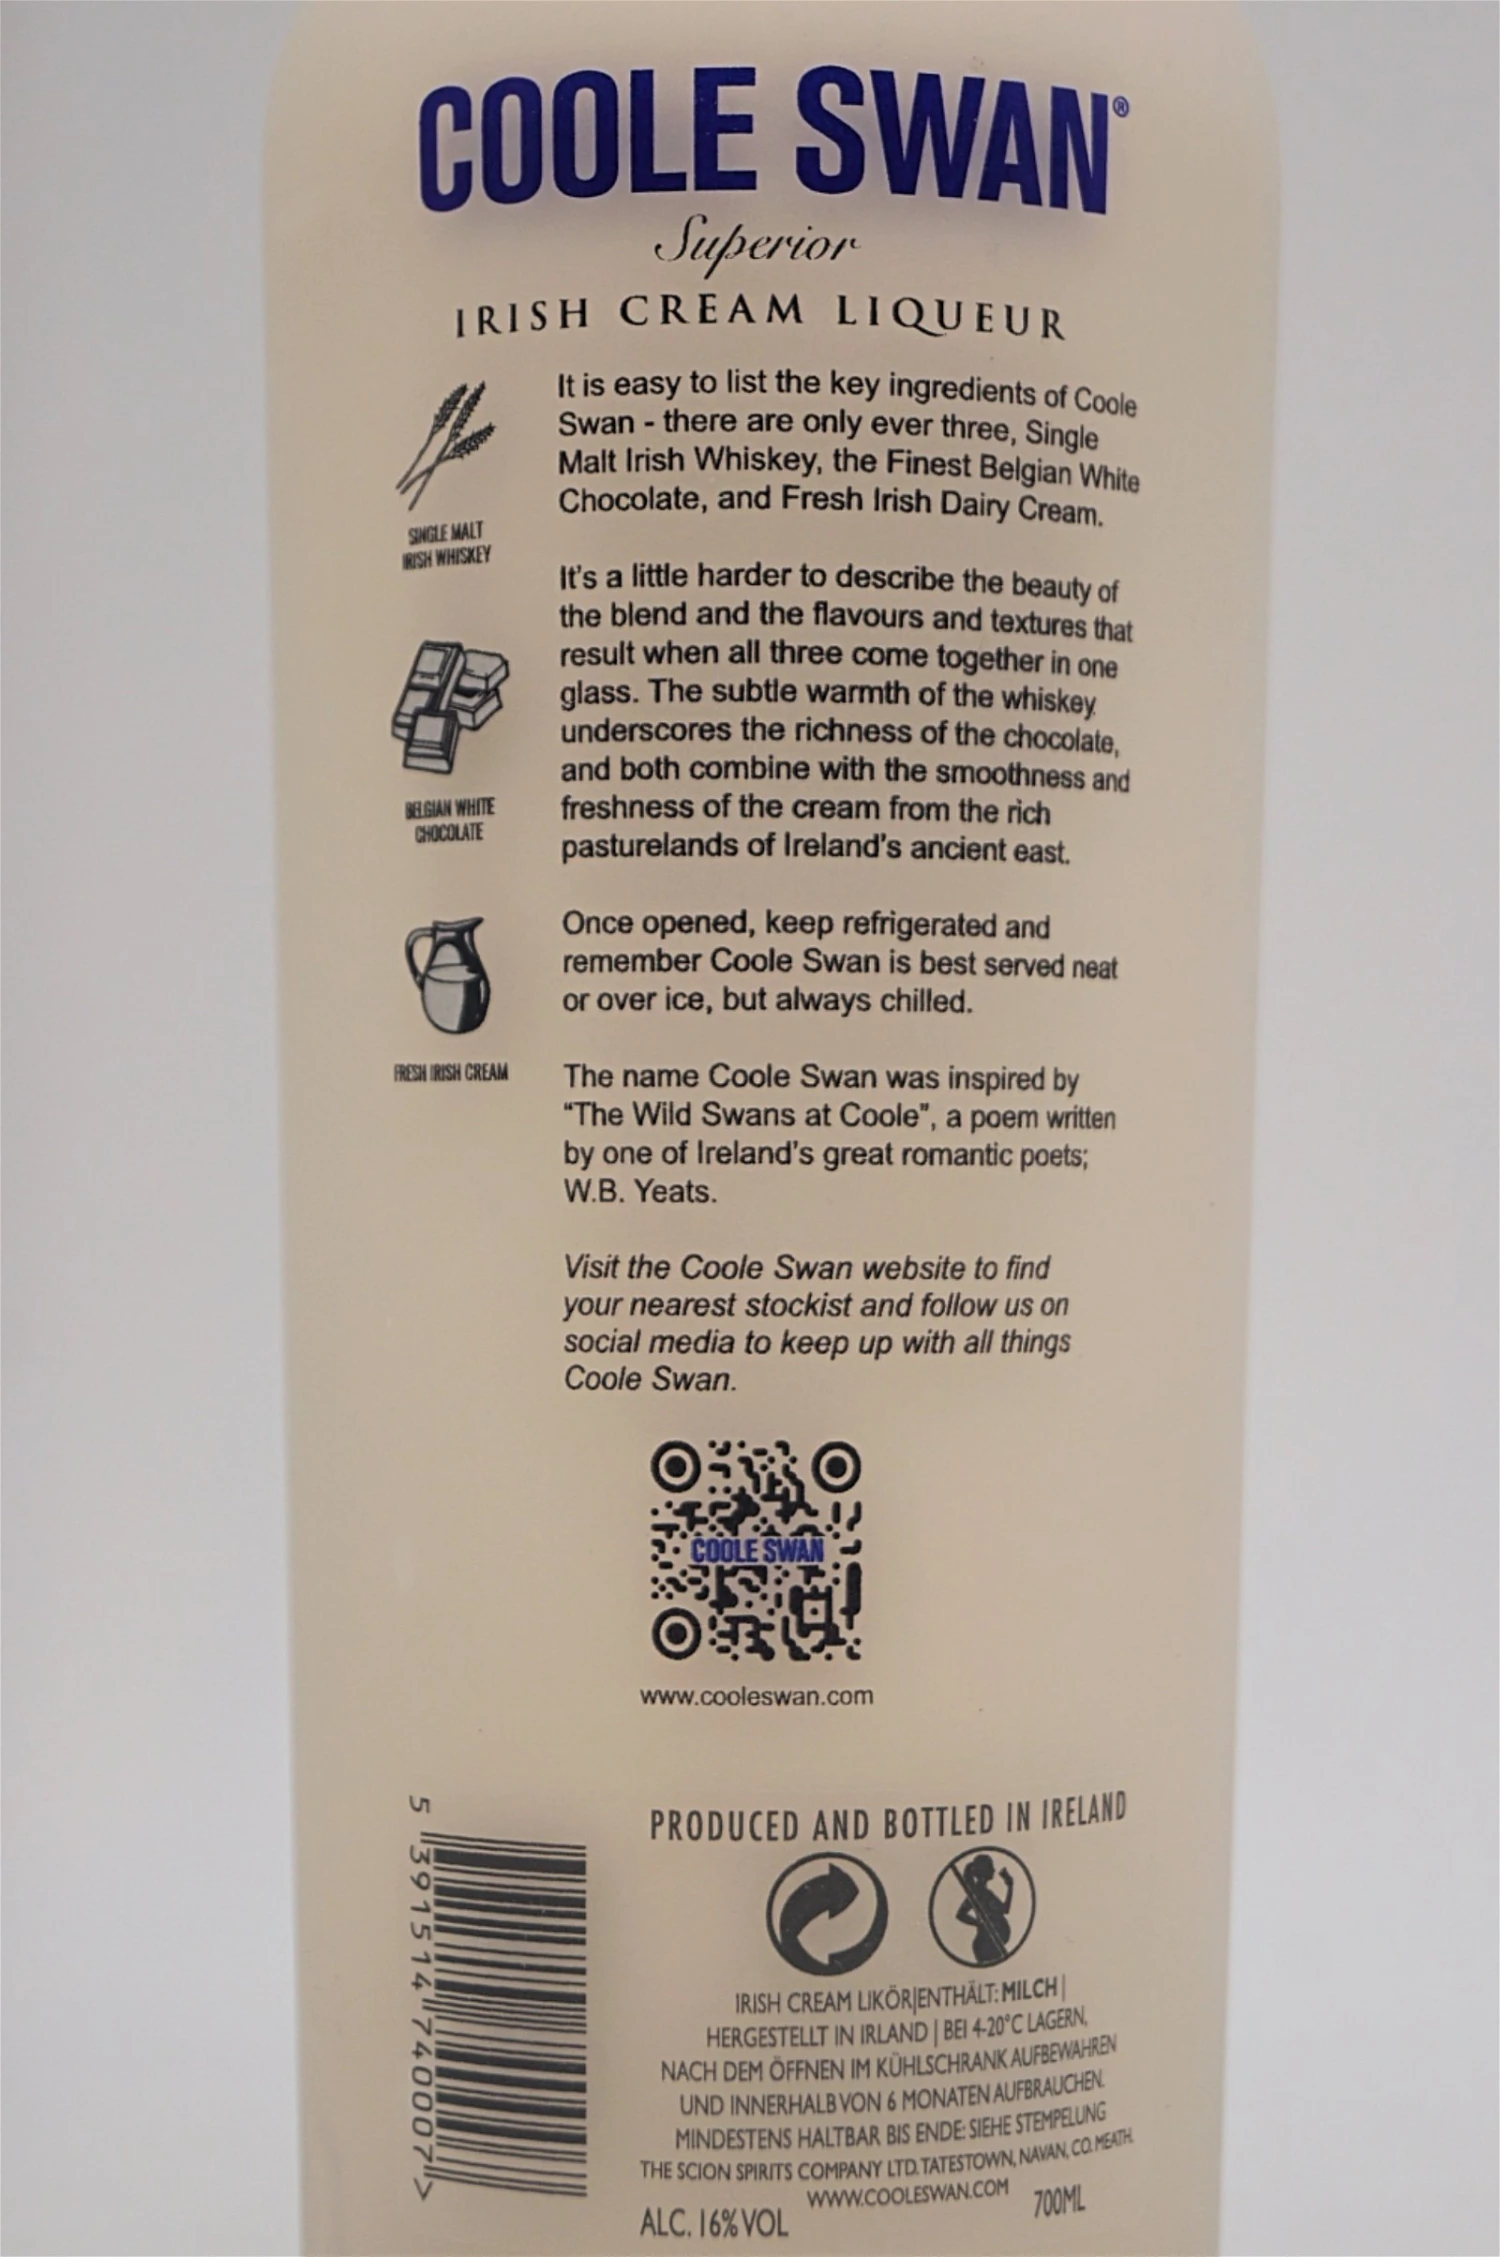 COOLE SWAN®
Superior
IRISH CREAM LIQUEUR
It is easy to list the key ingredients of Coole
Swan - there are only ever three, Single
Malt Irish Whiskey, the Finest Belgian White
Chocolate, and Fresh Irish Dairy Cream.
SINGLE MALT
IRISH WHISKEY
It's a little harder to describe the beauty of
the blend and the flavours and textures that
result when all three come together in one
glass. The subtle warmth of the whiskey
underscores the richness of the chocolate,
and both combine with the smoothness and
freshness of the cream from the rich
pasturelands of Ireland's ancient east.
BELGIAN WHITE
CHOCOLATE
Once opened, keep refrigerated and
remember Coole Swan is best served neat
or over ice, but always chilled.
FRESH IRISH CREAM
The name Coole Swan was inspired by
“The Wild Swans at Coole”, a poem written
by one of Ireland's great romantic poets;
W.B. Yeats.
Visit the Coole Swan website to find
your nearest stockist and follow us on
social media to keep up with all things
Coole Swan.
COOLE SWAN
www.cooleswan.com
5 391514 740007 >
PRODUCED AND BOTTLED IN IRELAND
IRISH CREAM LIKÖR|ENTHÄLT: MILCH |
HERGESTELLT IN IRLAND | BEI 4-20°C LAGERN,
NACH DEM ÖFFNEN IM KÜHLSCHRANK AUFBEWAHREN
UND INNERHALB VON 6 MONATEN AUFBRAUCHEN.
MINDESTENS HALTBAR BIS ENDE: SIEHE STEMPELUNG
THE SCION SPIRITS COMPANY LTD. TATESTOWN, NAVAN, CO. MEATH.
WWW.COOLESWAN.COM
ALC. 16% VOL
700ML